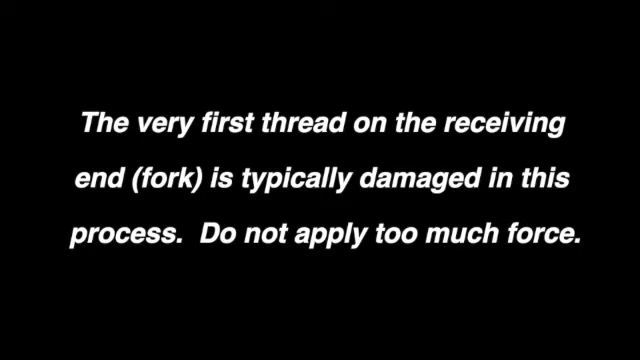 The very first thread on the receiving
end (fork) is typically damaged in this
process.  Do not apply too much force.